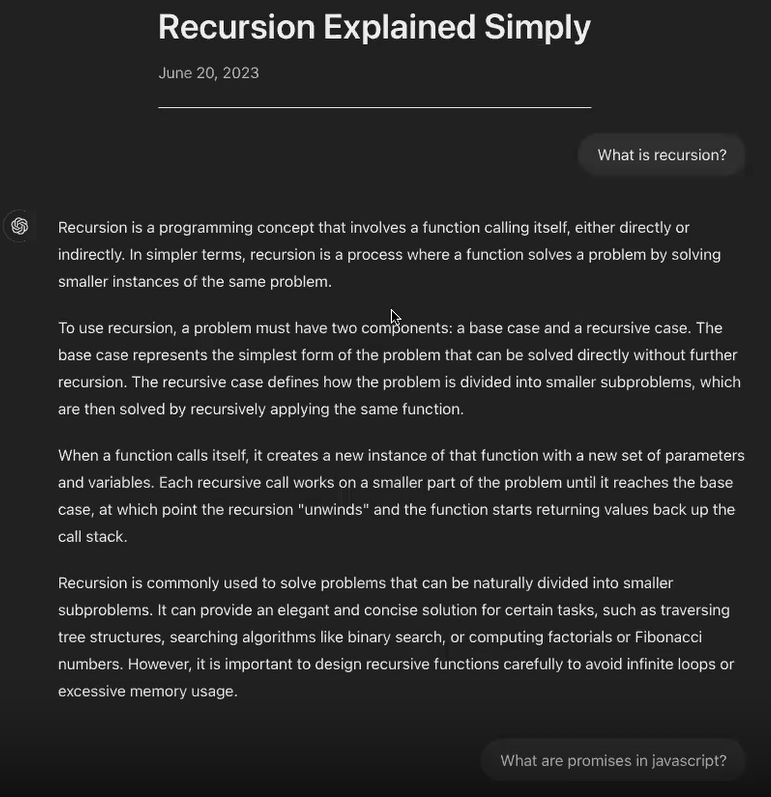 Recursion Explained Simply
June 20, 2023
What is recursion?
Recursion is a programming concept that involves a function calling itself, either directly or
indirectly. In simpler terms, recursion is a process where a function solves a problem by solving
smaller instances of the same problem.
To use recursion, a problem must have two components: a base case and a recursive case. The
base case represents the simplest form of the problem that can be solved directly without further
recursion. The recursive case defines how the problem is divided into smaller subproblems, which
are then solved by recursively applying the same function.
When a function calls itself, it creates a new instance of that function with a new set of parameters
and variables. Each recursive call works on a smaller part of the problem until it reaches the base
case, at which point the recursion "unwinds" and the function starts returning values back up the
call stack.
Recursion is commonly used to solve problems that can be naturally divided into smaller
subproblems. It can provide an elegant and concise solution for certain tasks, such as traversing
tree structures, searching algorithms like binary search, or computing factorials or Fibonacci
numbers. However, it is important to design recursive functions carefully to avoid infinite loops or
excessive memory usage.
What are promises in javascript?